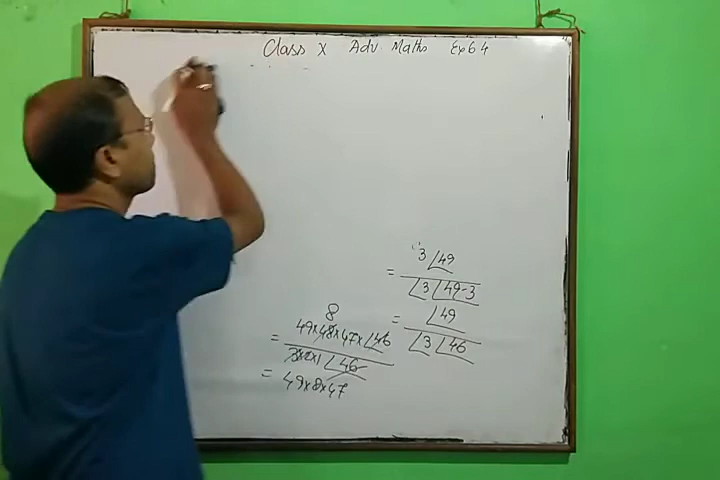 Class X Adv Maths Ex 6.4
= 3∠49 / ∠3 ∠49-3
= ∠49 / ∠3 ∠46
8
= 49×48×47×∠46 / 3×2×1 ∠46
= 49×8×47